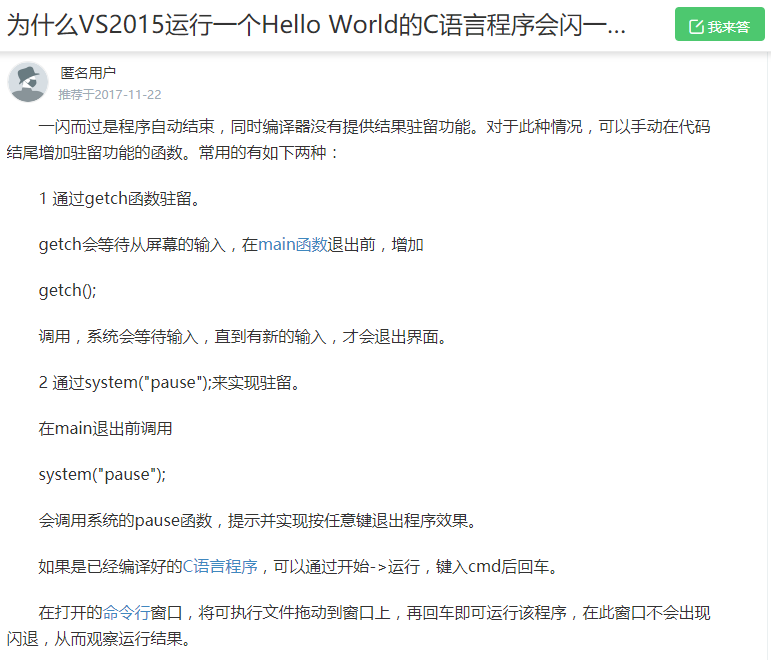 为什么VS2015运行一个Hello World的C语言程序会闪一...
我来答
匿名用户
推荐于2017-11-22
一闪而过是程序自动结束，同时编译器没有提供结果驻留功能。对于此种情况，可以手动在代码
结尾增加驻留功能的函数。常用的有如下两种：
1 通过getch函数驻留。
getch会等待从屏幕的输入，在main函数退出前，增加
getch();
调用，系统会等待输入，直到有新的输入，才会退出界面。
2 通过system("pause");来实现驻留。
在main退出前调用
system("pause");
会调用系统的pause函数，提示并实现按任意键退出程序效果。
如果是已经编译好的C语言程序，可以通过开始->运行，键入cmd后回车。
在打开的命令行窗口，将可执行文件拖动到窗口上，再回车即可运行该程序，在此窗口不会出现
闪退，从而观察运行结果。